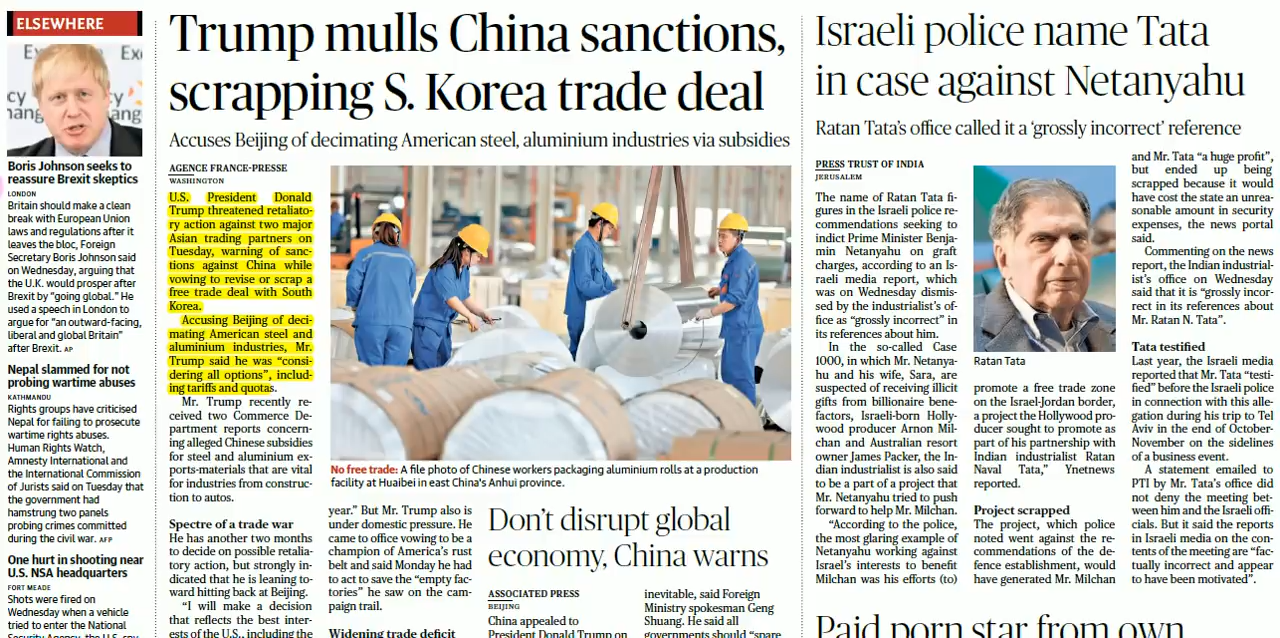 ELSEWHERE
Boris Johnson seeks to
reassure Brexit skeptics
LONDON
Britain should make a clean
break with European Union
laws and regulations after it
leaves the bloc, Foreign
Secretary Boris Johnson said
on Wednesday, arguing that
the U.K. would prosper after
Brexit by “going global.” He
used a speech in London to
argue for “an outward-facing,
liberal and global Britain”
after Brexit. AP
Nepal slammed for not
probing wartime abuses
KATHMANDU
Rights groups have criticised
Nepal for failing to prosecute
wartime rights abuses.
Human Rights Watch,
Amnesty International and
the International Commission
of Jurists said on Tuesday that
the government had
hamstrung two panels
probing crimes committed
during the civil war. AFP
One hurt in shooting near
U.S. NSA headquarters
FORT MEADE
Shots were fired on
Wednesday when a vehicle
tried to enter the National
Security Agency, the U.S. spy
Trump mulls China sanctions,
scrapping S. Korea trade deal
Accuses Beijing of decimating American steel, aluminium industries via subsidies
AGENCE FRANCE-PRESSE
WASHINGTON
U.S. President Donald
Trump threatened retaliato-
ry action against two major
Asian trading partners on
Tuesday, warning of sanc-
tions against China while
vowing to revise or scrap a
free trade deal with South
Korea.
Accusing Beijing of deci-
mating American steel and
aluminium industries, Mr.
Trump said he was “consi-
dering all options”, includ-
ing tariffs and quotas.
Mr. Trump recently re-
ceived two Commerce De-
partment reports concern-
ing alleged Chinese subsidies
for steel and aluminium ex-
ports-materials that are vital
for industries from construc-
tion to autos.
Spectre of a trade war
He has another two months
to decide on possible retalia-
tory action, but strongly in-
dicated that he is leaning to-
ward hitting back at Beijing.
“I will make a decision
that reflects the best inter-
ests of the U.S., including the
No free trade: A file photo of Chinese workers packaging aluminium rolls at a production
facility at Huaibei in east China's Anhui province.
year.” But Mr. Trump also is
under domestic pressure. He
came to office vowing to be a
champion of America's rust
belt and said Monday he had
to act to save the “empty fac-
tories” he saw on the cam-
paign trail.
Widening trade deficit
Don't disrupt global
economy, China warns
ASSOCIATED PRESS
BEIJING
China appealed to
President Donald Trump on
inevitable, said Foreign
Ministry spokesman Geng
Shuang. He said all
governments should “spare
Israeli police name Tata
in case against Netanyahu
Ratan Tata's office called it a ‘grossly incorrect’ reference
PRESS TRUST OF INDIA
JERUSALEM
The name of Ratan Tata fi-
gures in the Israeli police re-
commendations seeking to
indict Prime Minister Benja-
min Netanyahu on graft
charges, according to an Is-
raeli media report, which
was on Wednesday dismis-
sed by the industrialist's of-
fice as “grossly incorrect” in
its references about him.
In the so-called Case
1000, in which Mr. Netanya-
hu and his wife, Sara, are
suspected of receiving illicit
gifts from billionaire bene-
factors, Israeli-born Holly-
wood producer Arnon Mil-
chan and Australian resort
owner James Packer, the In-
dian industrialist is also said
to be a part of a project that
Mr. Netanyahu tried to push
forward to help Mr. Milchan.
“According to the police,
the most glaring example of
Netanyahu working against
Israel's interests to benefit
Milchan was his efforts (to)
Ratan Tata
promote a free trade zone
on the Israel-Jordan border,
a project the Hollywood pro-
ducer sought to promote as
part of his partnership with
Indian industrialist Ratan
Naval Tata,” Ynetnews
reported.
Project scrapped
The project, which police
noted went against the re-
commendations of the de-
fence establishment, would
have generated Mr. Milchan
and Mr. Tata “a huge profit”,
but ended up being
scrapped because it would
have cost the state an unrea-
sonable amount in security
expenses, the news portal
said.
Commenting on the news
report, the Indian industrial-
ist's office on Wednesday
said that it is “grossly incor-
rect in its references about
Mr. Ratan N. Tata”.
Tata testified
Last year, the Israeli media
reported that Mr. Tata “testi-
fied” before the Israeli police
in connection with this alle-
gation during his trip to Tel
Aviv in the end of October-
November on the sidelines
of a business event.
A statement emailed to
PTI by Mr. Tata's office did
not deny the meeting bet-
ween him and the Israeli offi-
cials. But it said the reports
in Israeli media on the con-
tents of the meeting are “fac-
tually incorrect and appear
to have been motivated”.
Paid porn star from own